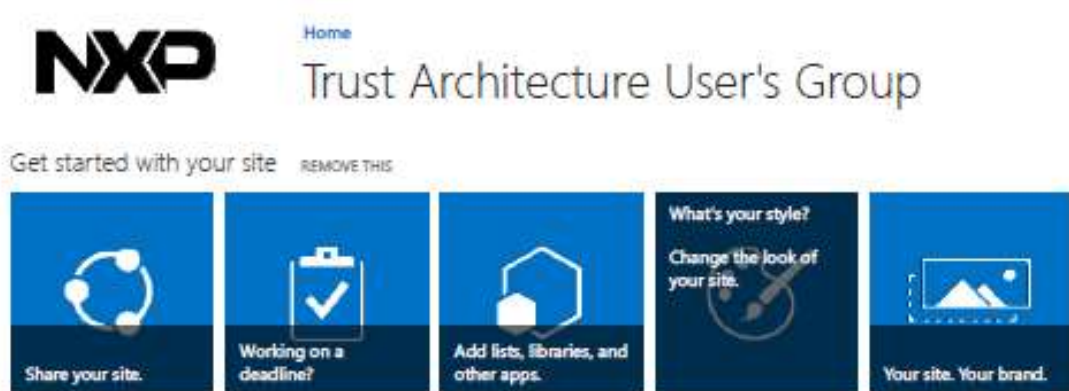 NXP
Home
Trust Architecture User's Group
Get started with your site REMOVE THIS
Share your site.
Working on a
deadline?
Add lists, libraries, and
other apps.
What's your style?
Change the look of
your site.
Your site. Your brand.